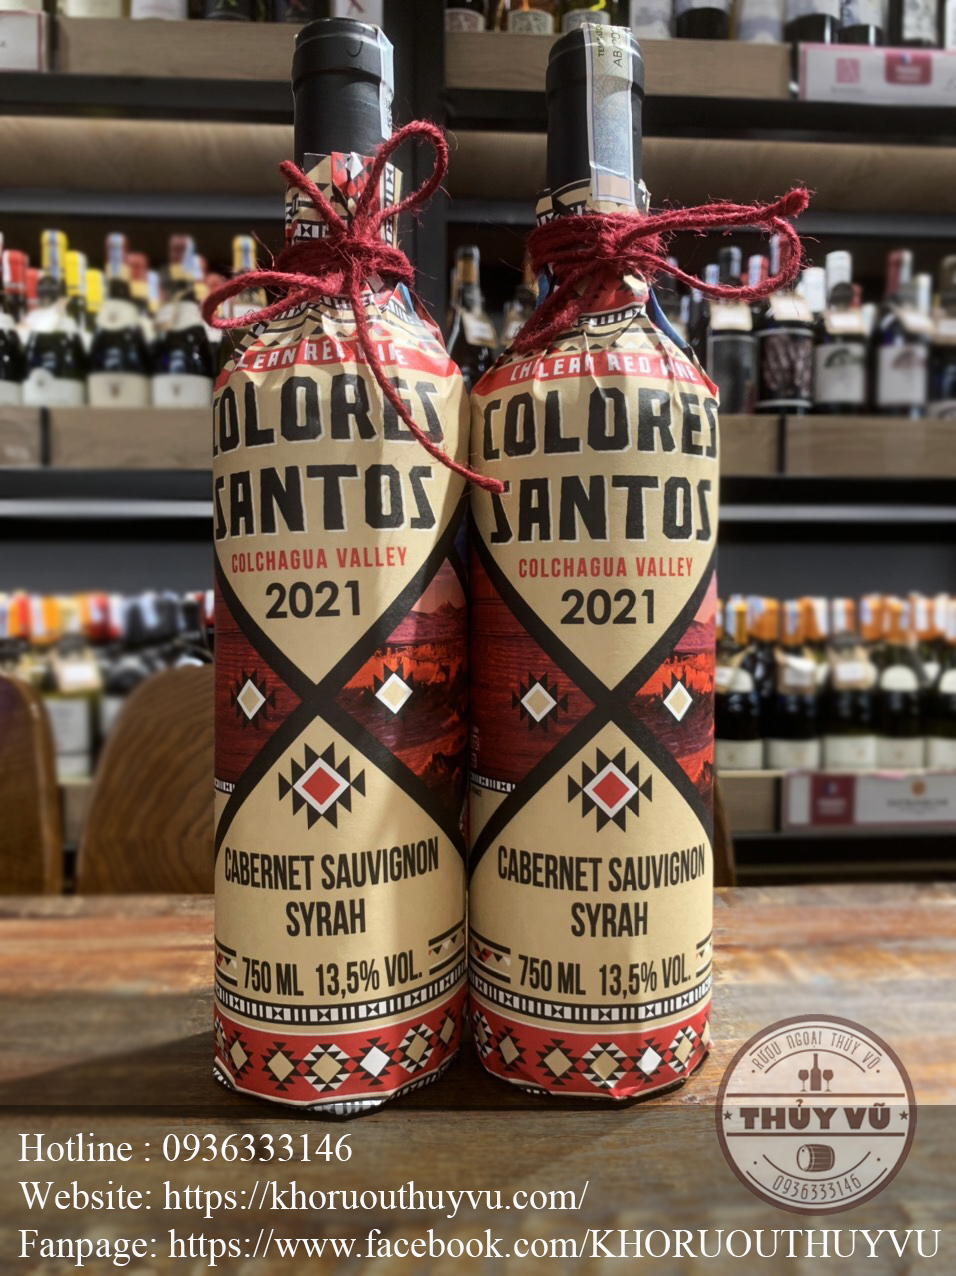 LEAN RED WINE
COLORES
SANTOS
COLCHAGUA VALLEY
2021
CABERNET SAUVIGNON
SYRAH
750 ML 13,5% VOL.
CHILEAN RED WINE
COLORES
SANTOS
COLCHAGUA VALLEY
2021
CABERNET SAUVIGNON
SYRAH
750 ML 13,5% VOL.
RƯỢU NGOẠI THỦY VŨ
THỦY VŨ
0936333146
Hotline : 0936333146
Website: https://khoruouthuyvu.com/
Fanpage: https://www.facebook.com/KHORUOUTHUYVU